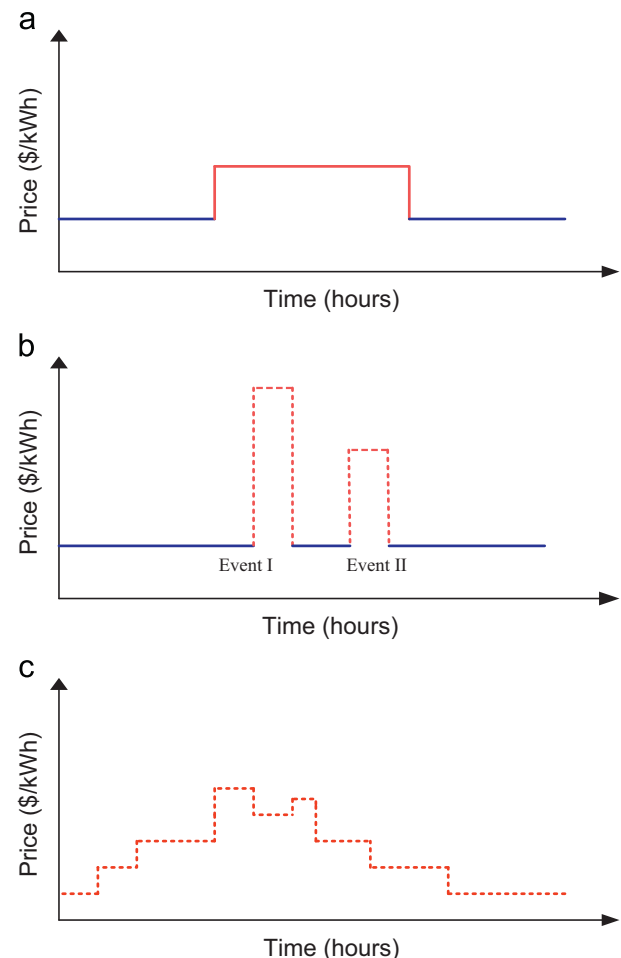 a
Price ($/kWh)
Time (hours)
b
Price ($/kWh)
Event I
Event II
Time (hours)
c
Price ($/kWh)
Time (hours)